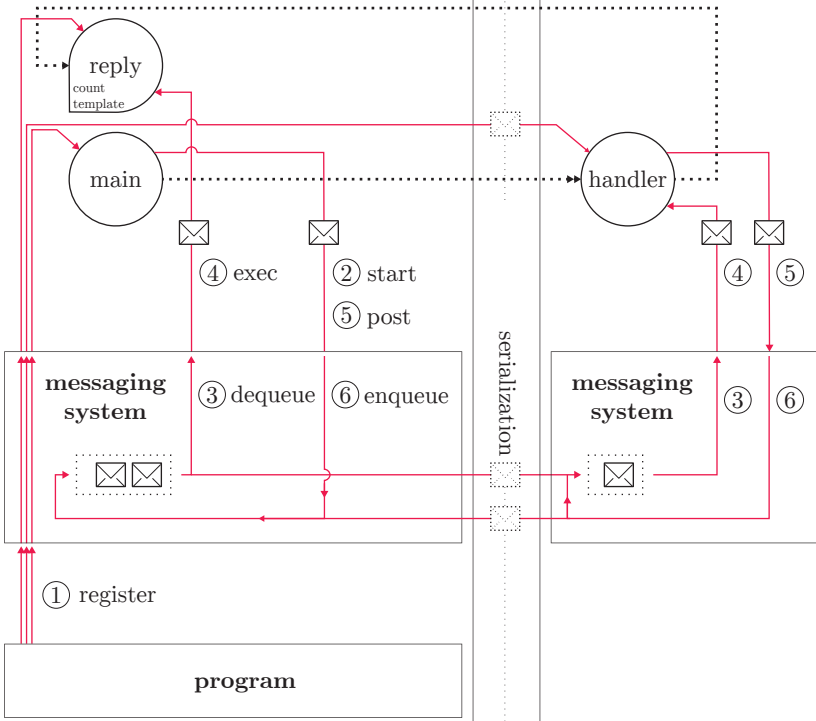 reply
count
template
main
handler
④ exec
② start
⑤ post
④
⑤
serialization
messaging
system
③ dequeue
⑥ enqueue
messaging
system
③
⑥
① register
program